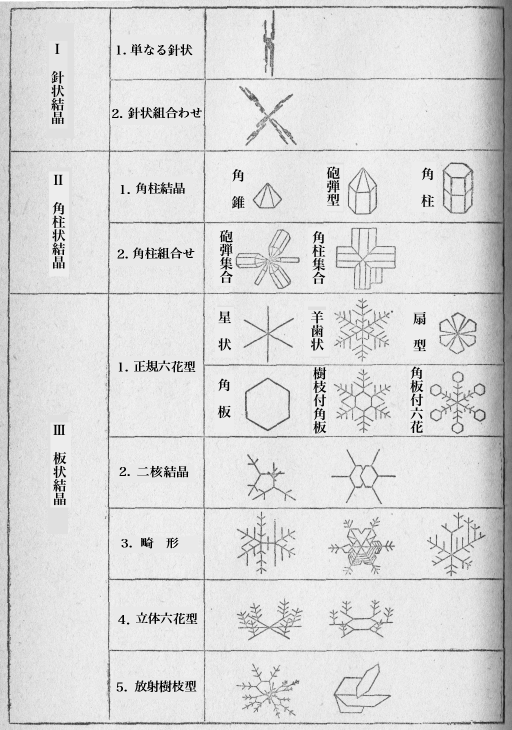 I 針状結晶
1. 単なる針状
2. 針状組合わせ
II 角柱状結晶
1. 角柱結晶
角錐
砲弾型
角柱
2. 角柱組合せ
砲弾集合
角柱集合
III 板状結晶
1. 正規六花型
星状
羊歯状
扇型
角板
樹枝付角板
角板付六花
2. 二核結晶
3. 畸形
4. 立体六花型
5. 放射樹枝型